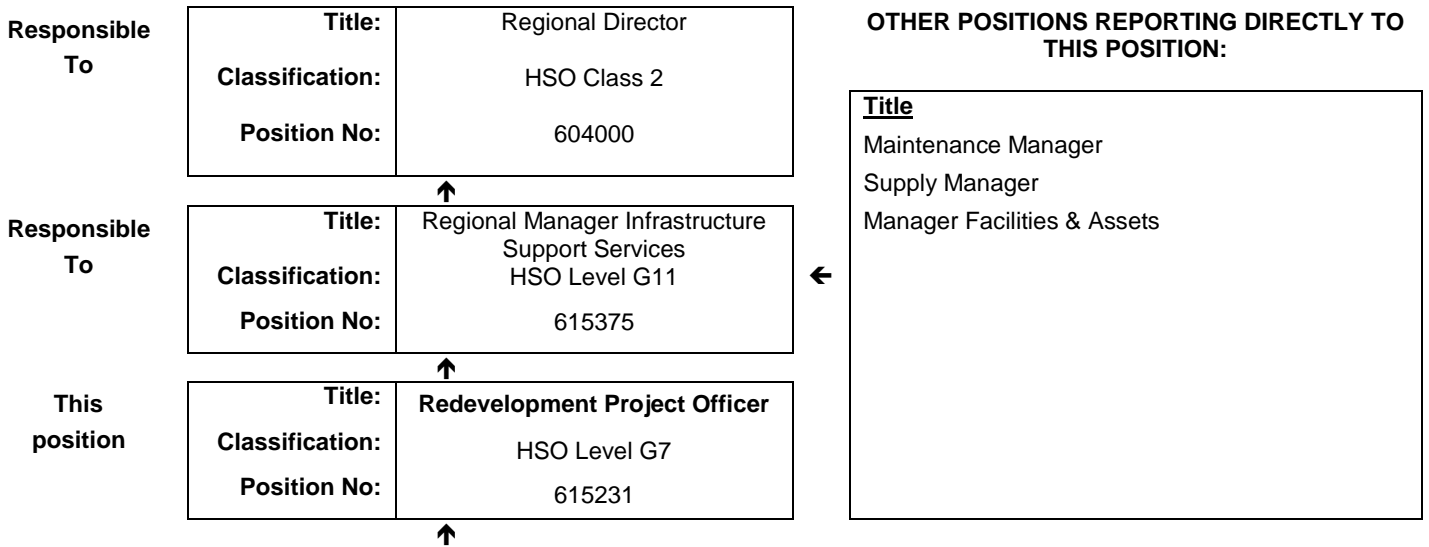 Responsible
To
Title: Regional Director
Classification: HSO Class 2
Position No: 604000
Responsible
To
Title: Regional Manager Infrastructure
Support Services
Classification: HSO Level G11
Position No: 615375
This
position
Title: Redevelopment Project Officer
Classification: HSO Level G7
Position No: 615231
OTHER POSITIONS REPORTING DIRECTLY TO
THIS POSITION:
Title
Maintenance Manager
Supply Manager
Manager Facilities & Assets